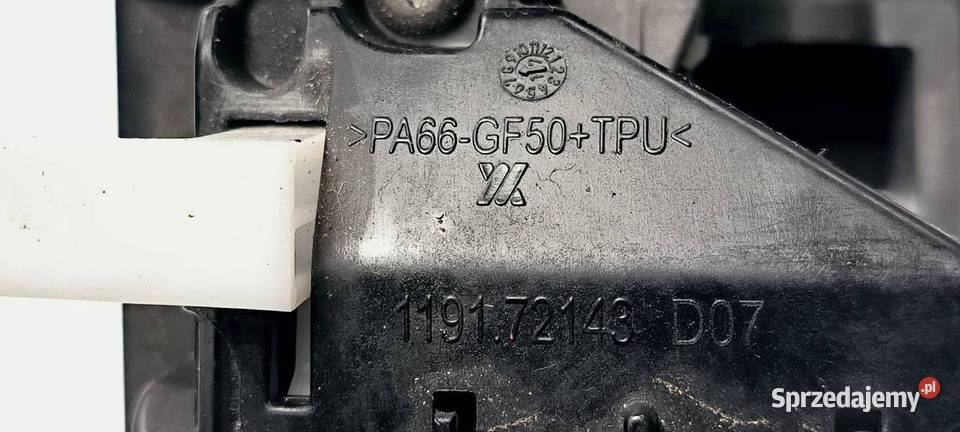 >PA66-GF50+TPU<
1191.72143 D07
Sprzedajemy.pl